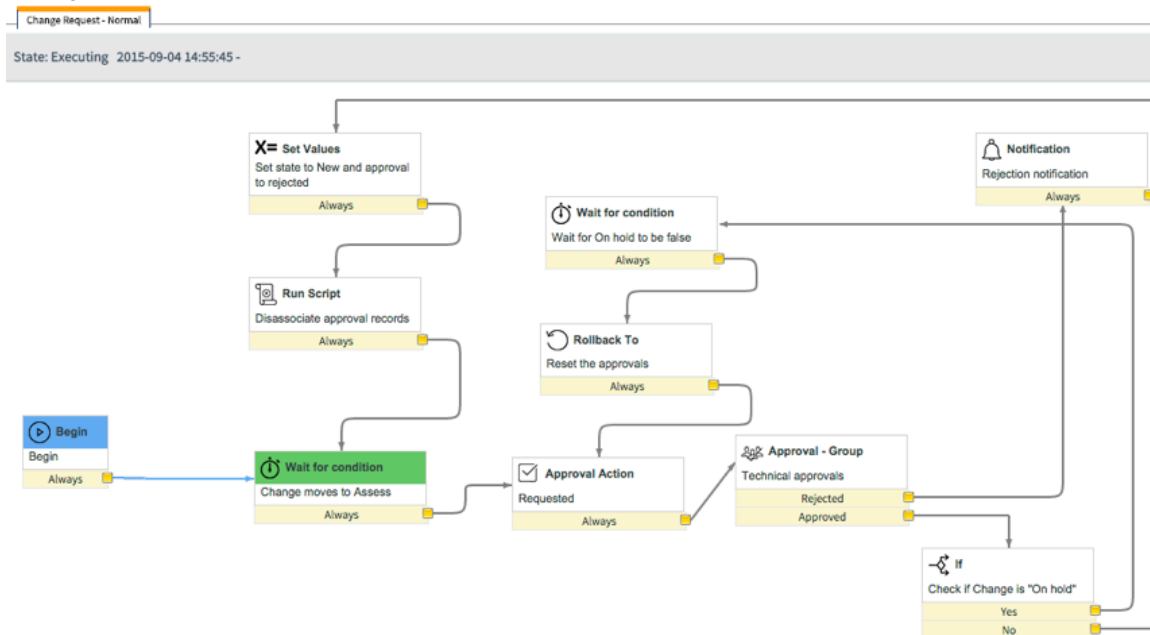 Change Request - Normal
State: Executing 2015-09-04 14:55:45 -
X= Set Values
Set state to New and approval
to rejected
Always
Notification
Rejection notification
Always
Wait for condition
Wait for On hold to be false
Always
Run Script
Disassociate approval records
Always
Rollback To
Reset the approvals
Always
Begin
Begin
Always
Wait for condition
Change moves to Assess
Always
Approval Action
Requested
Always
Approval - Group
Technical approvals
Rejected
Approved
If
Check if Change is "On hold"
Yes
No